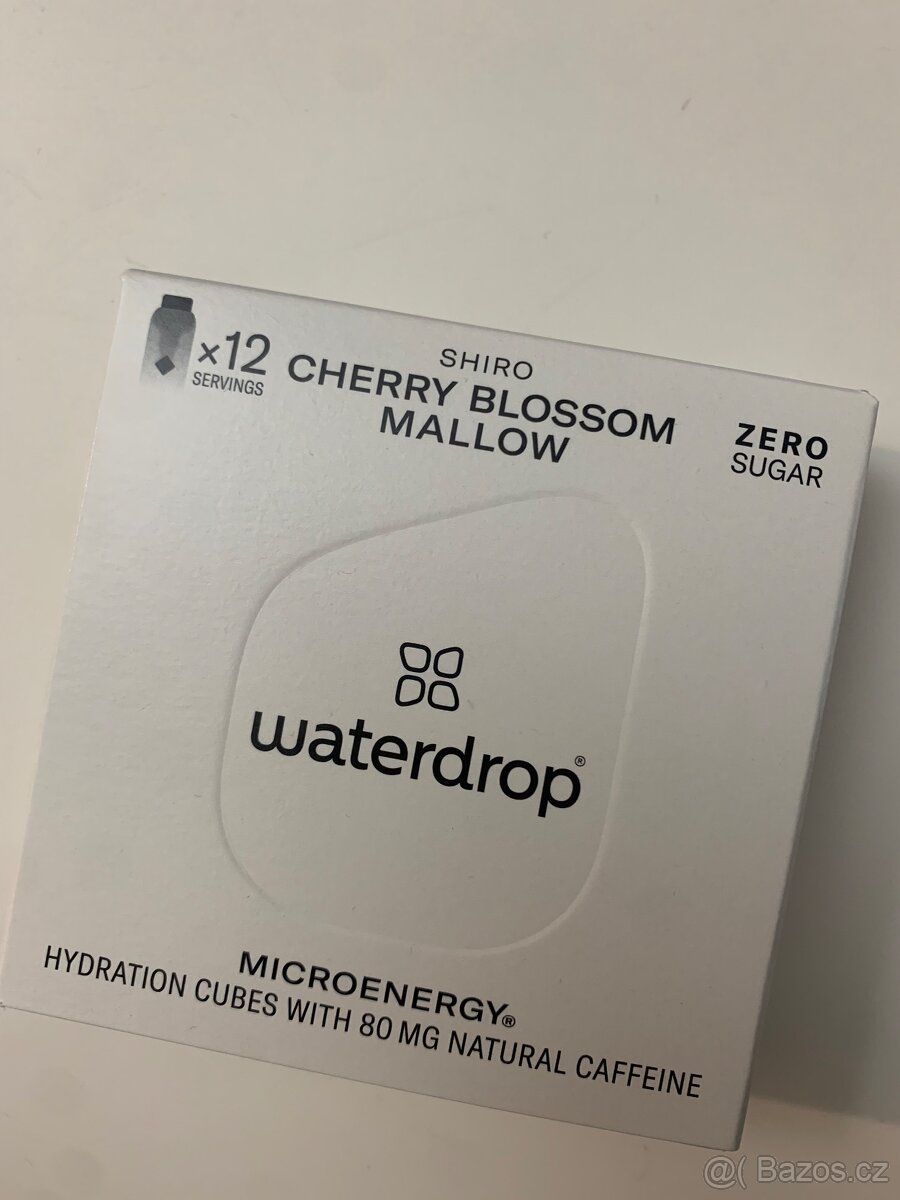 ×12
SERVINGS
SHIRO
CHERRY BLOSSOM
MALLOW
ZERO
SUGAR
waterdrop®
MICROENERGY®
HYDRATION CUBES WITH 80 MG NATURAL CAFFEINE
@( Bazos.cz